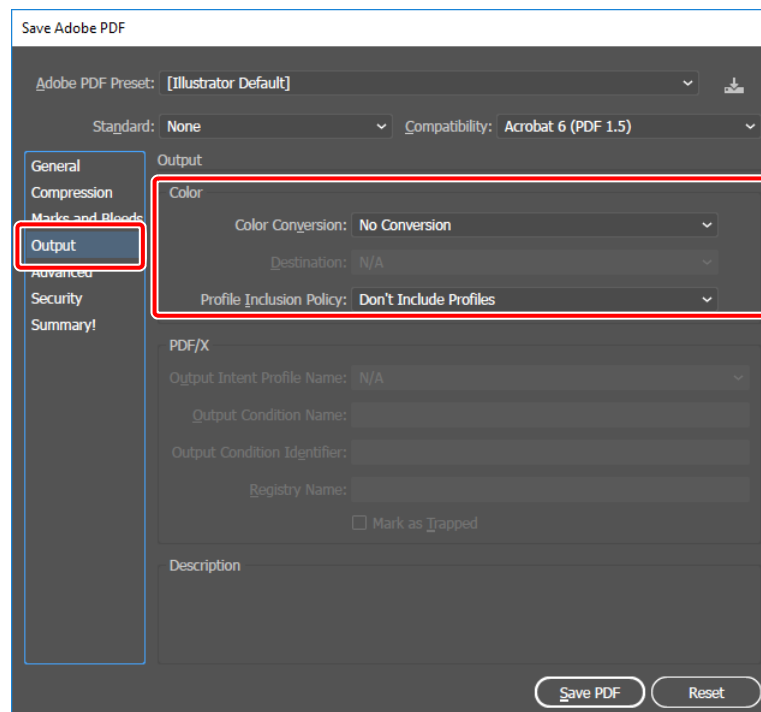 Save Adobe PDF
Adobe PDF Preset: [Illustrator Default]
Standard: None Compatibility: Acrobat 6 (PDF 1.5)
General
Compression
Marks and Bleeds
Output
Advanced
Security
Summary!
Output
Color
Color Conversion: No Conversion
Destination: N/A
Profile Inclusion Policy: Don't Include Profiles
PDF/X
Output Intent Profile Name: N/A
Output Condition Name:
Output Condition Identifier:
Registry Name:
Mark as Trapped
Description
Save PDF Reset